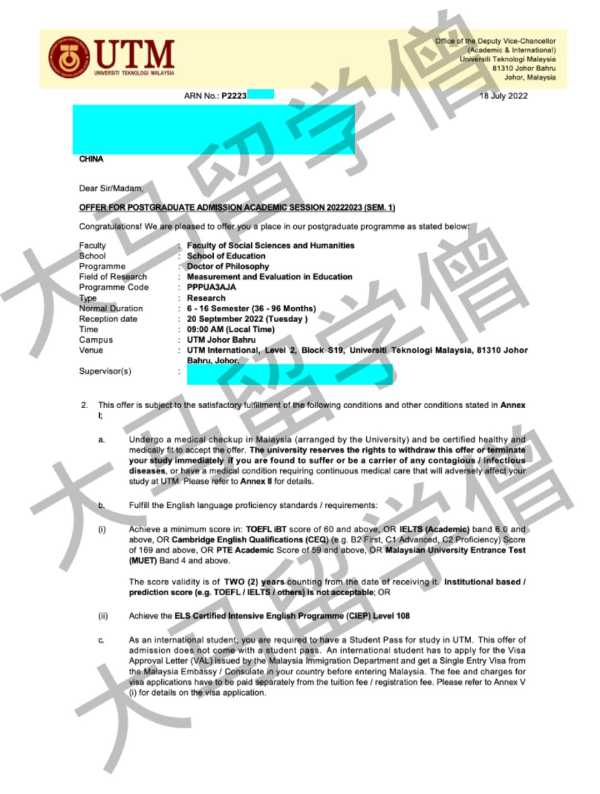 UTM
UNIVERSITI TEKNOLOGI MALAYSIA
Office of the Deputy Vice-Chancellor
(Academic & International)
Universiti Teknologi Malaysia
81310 Johor Bahru
Johor, Malaysia
ARN No.: P2223
18 July 2022
CHINA
Dear Sir/Madam,
OFFER FOR POSTGRADUATE ADMISSION ACADEMIC SESSION 20222023 (SEM. 1)
Congratulations! We are pleased to offer you a place in our postgraduate programme as stated below:
Faculty : Faculty of Social Sciences and Humanities
School : School of Education
Programme : Doctor of Philosophy
Field of Research : Measurement and Evaluation in Education
Programme Code : PPPUA3AJA
Type : Research
Normal Duration : 6 - 16 Semester (36 - 96 Months)
Reception date : 20 September 2022 (Tuesday )
Time : 09:00 AM (Local Time)
Campus : UTM Johor Bahru
Venue : UTM International, Level 2, Block S19, Universiti Teknologi Malaysia, 81310 Johor
Bahru, Johor,
Supervisor(s) :
2. This offer is subject to the satisfactory fulfillment of the following conditions and other conditions stated in Annex
I;
a. Undergo a medical checkup in Malaysia (arranged by the University) and be certified healthy and
medically fit to accept the offer. The university reserves the rights to withdraw this offer or terminate
your study immediately if you are found to suffer or be a carrier of any contagious / infectious
diseases, or have a medical condition requiring continuous medical care that will adversely affect your
study at UTM. Please refer to Annex II for details.
b. Fulfill the English language proficiency standards / requirements:
(i) Achieve a minimum score in: TOEFL iBT score of 60 and above, OR IELTS (Academic) band 6.0 and
above, OR Cambridge English Qualifications (CEQ) (e.g. B2 First, C1 Advanced, C2 Proficiency) Score
of 169 and above, OR PTE Academic Score of 59 and above, OR Malaysian University Entrance Test
(MUET) Band 4 and above.
The score validity is of TWO (2) years counting from the date of receiving it. Institutional based /
prediction score (e.g. TOEFL / IELTS / others) is not acceptable; OR
(ii) Achieve the ELS Certified Intensive English Programme (CIEP) Level 108
c. As an international student, you are required to have a Student Pass for study in UTM. This offer of
admission does not come with a student pass. An international student has to apply for the Visa
Approval Letter (VAL) issued by the Malaysia Immigration Department and get a Single Entry Visa from
the Malaysia Embassy / Consulate in your country before entering Malaysia. The fee and charges for
visa applications have to be paid separately from the tuition fee / registration fee. Please refer to Annex V
(i) for details on the visa application.
大马留学僧
大马留学僧
大马留学僧